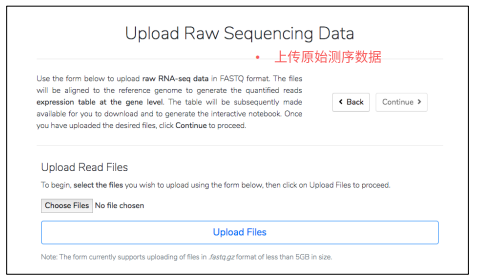 Upload Raw Sequencing Data
• 上传原始测序数据
Use the form below to upload raw RNA-seq data in FASTQ format. The files
will be aligned to the reference genome to generate the quantified reads
expression table at the gene level. The table will be subsequently made
available for you to download and to generate the interactive notebook. Once
you have uploaded the desired files, click Continue to proceed.
< Back
Continue >
Upload Read Files
To begin, select the files you wish to upload using the form below, then click on Upload Files to proceed.
Choose Files No file chosen
Upload Files
Note: The form currently supports uploading of files in .fastq.gz format of less than 5GB in size.